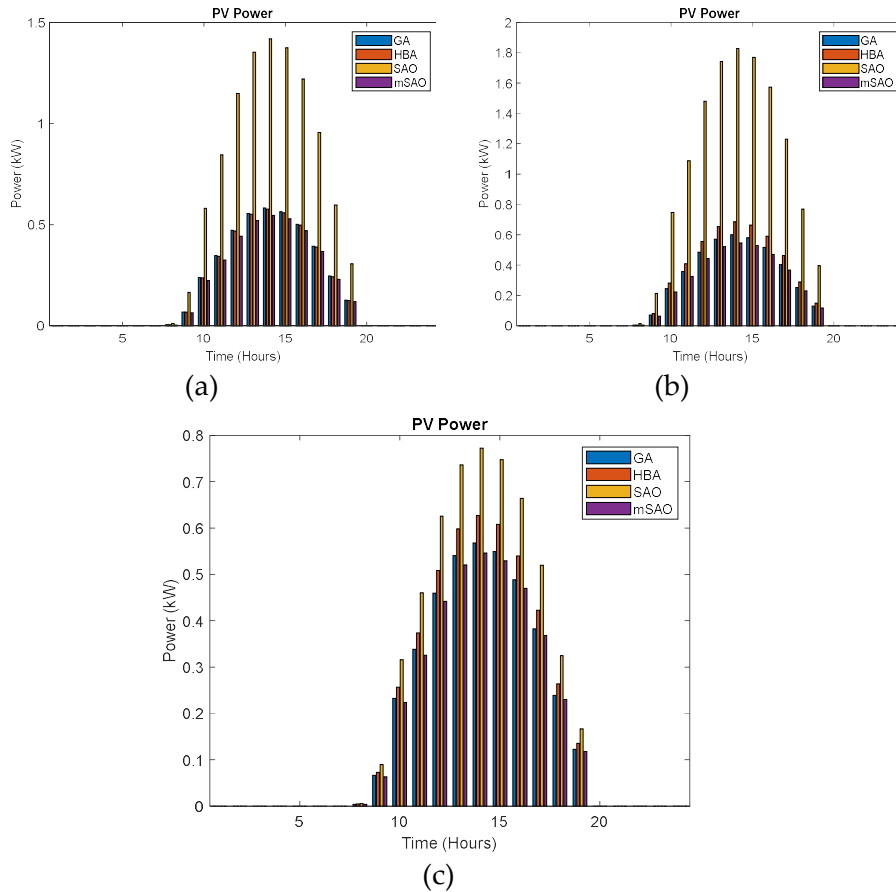 PV Power
1.5
1
0.5
0
Power (kW)
5
10
15
20
Time (Hours)
GA
HBA
SAO
mSAO
(a)
PV Power
2
1.8
1.6
1.4
1.2
1
0.8
0.6
0.4
0.2
0
Power (kW)
5
10
15
20
Time (Hours)
GA
HBA
SAO
mSAO
(b)
PV Power
0.8
0.7
0.6
0.5
0.4
0.3
0.2
0.1
0
Power (kW)
5
10
15
20
Time (Hours)
GA
HBA
SAO
mSAO
(c)